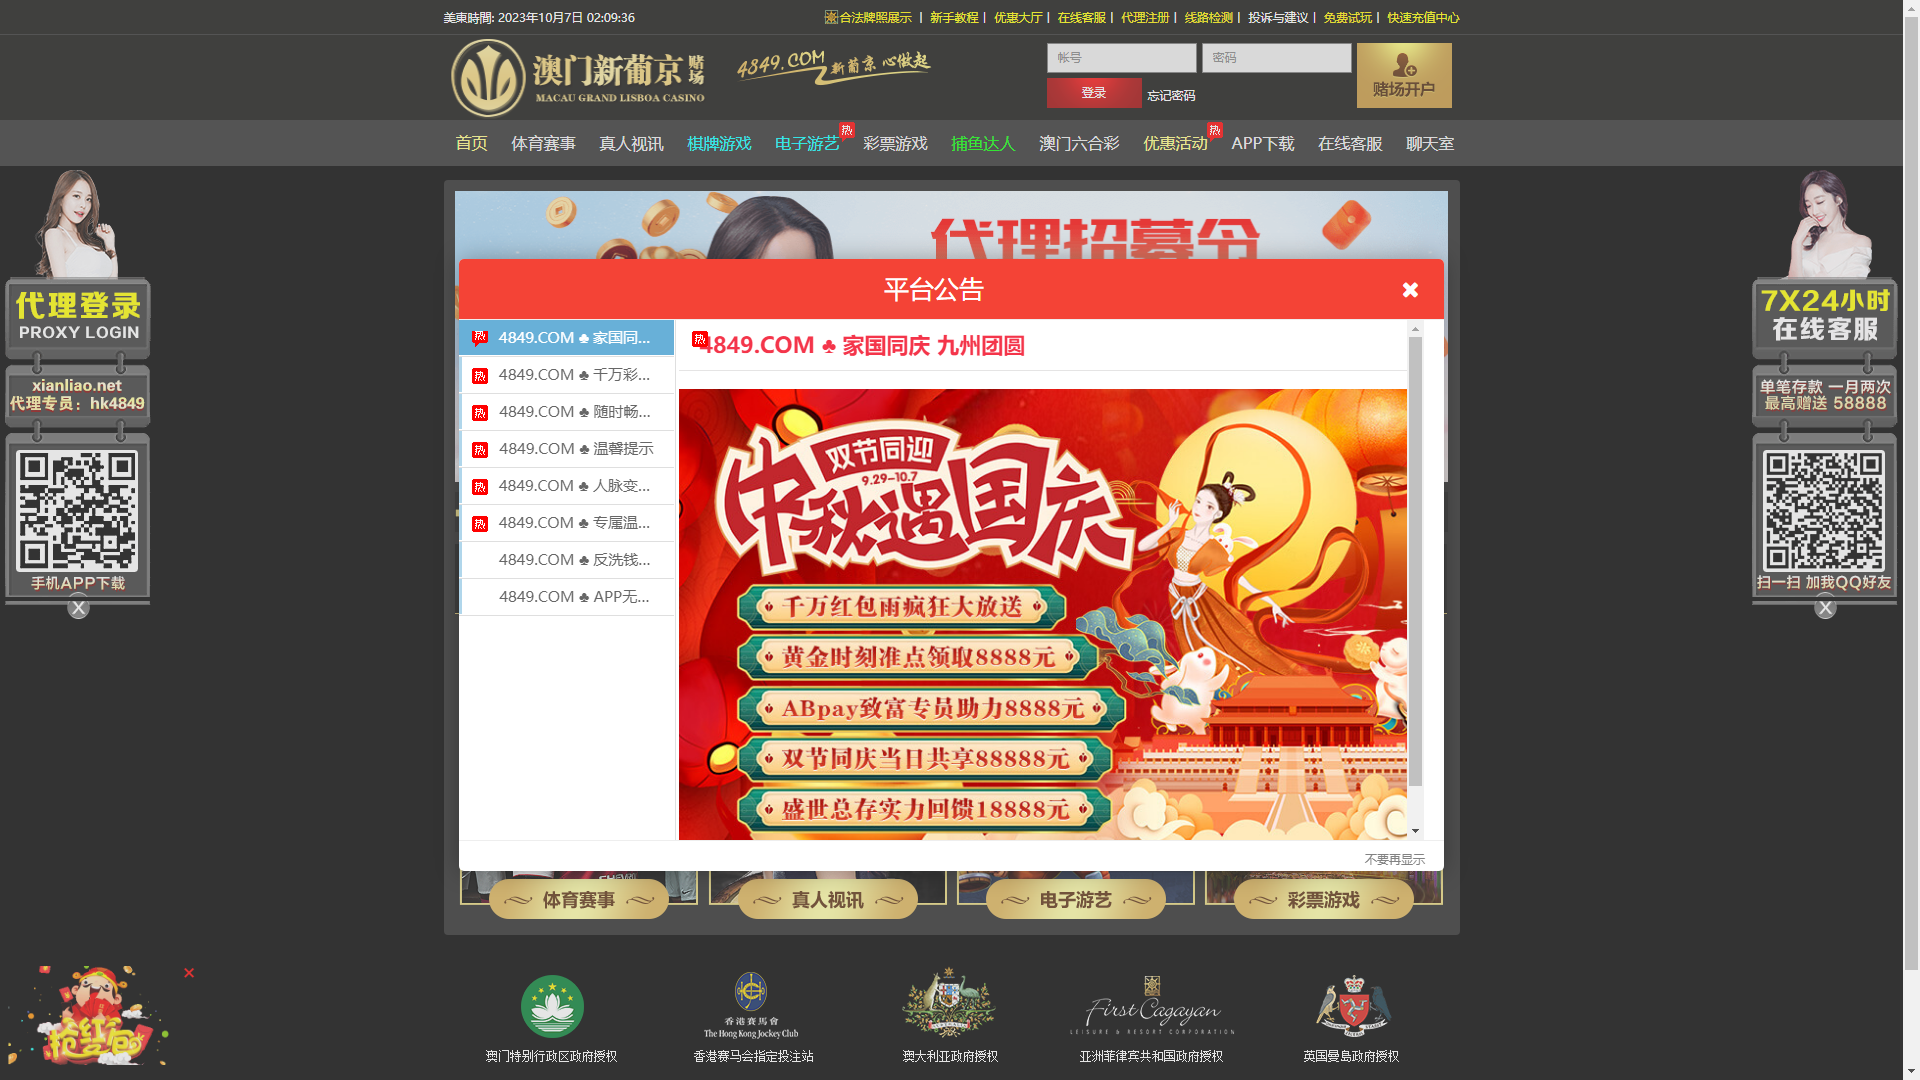 美東時間: 2023年10月7日 02:09:36
合法牌照展示 | 新手教程 | 优惠大厅 | 在线客服 | 代理注册 | 线路检测 | 投诉与建议 | 免费试玩 | 快速充值中心
澳门新葡京赌场
MACAU GRAND LISBOA CASINO
4849.COM
新葡京 心做起
帐号
密码
登录
忘记密码
赌场开户
首页 体育赛事 真人视讯 棋牌游戏 电子游艺 热 彩票游戏 捕鱼达人 澳门六合彩 优惠活动 热 APP下载 在线客服 聊天室
代理登录
PROXY LOGIN
xianliao.net
代理专员：hk4849
手机APP下载
X
7X24小时
在线客服
单笔存款 一月两次
最高赠送 58888
扫一扫 加我QQ好友
X
代理招募令
平台公告
热 4849.COM ♣ 家国同...
热 4849.COM ♣ 千万彩...
热 4849.COM ♣ 随时畅...
热 4849.COM ♣ 温馨提示
热 4849.COM ♣ 人脉变...
热 4849.COM ♣ 专属温...
4849.COM ♣ 反洗钱...
4849.COM ♣ APP无...
热 4849.COM ♣ 家国同庆 九州团圆
双节同迎
9.29-10.7
中秋遇国庆
千万红包雨疯狂大放送
黄金时刻准点领取8888元
ABpay致富专员助力8888元
双节同庆当日共享88888元
盛世总存实力回馈18888元
不要再显示
体育赛事
真人视讯
电子游艺
彩票游戏
抢红包
香港賽馬會
The Hong Kong Jockey Club
First Cagayan
LEISURE & RESORT CORPORATION
澳门特别行政区政府授权
香港赛马会指定投注站
澳大利亚政府授权
亚洲菲律宾共和国政府授权
英国曼岛政府授权